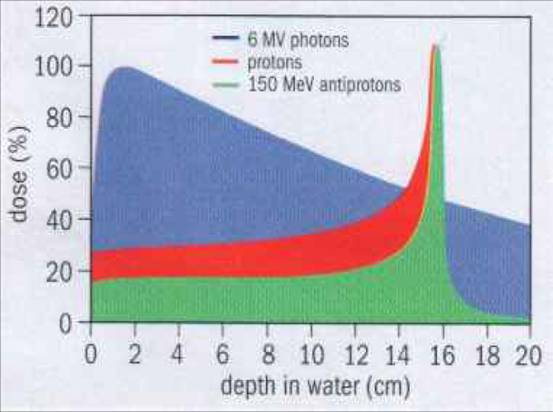 120
100
80
60
40
20
0
dose (%)
6 MV photons
protons
150 MeV antiprotons
0 2 4 6 8 10 12 14 16 18 20
depth in water (cm)